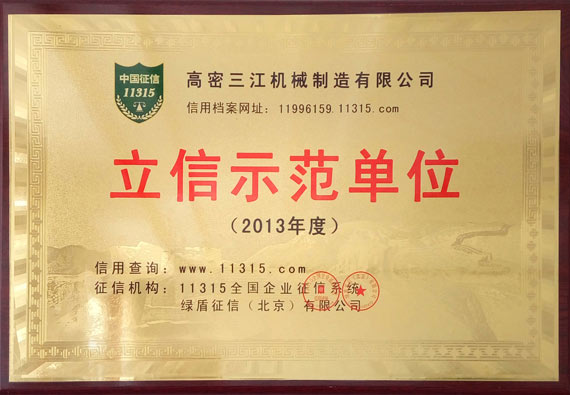 中国征信
11315
高密三江机械制造有限公司
信用档案网址：11996159.11315.com
立信示范单位
（2013年度）
信用查询：www.11315.com
征信机构：11315全国企业征信系统
绿盾征信（北京）有限公司